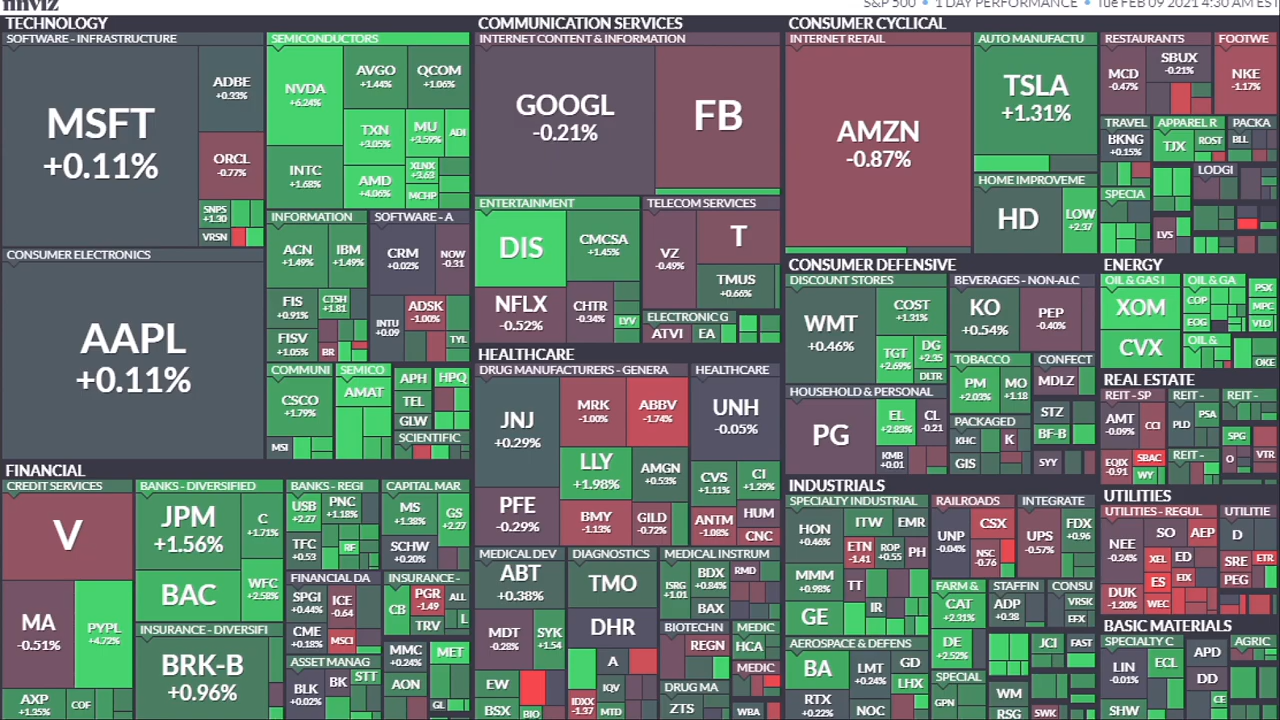 finviz
S&P 500 • 1 DAY PERFORMANCE • Tue FEB 09 2021 4:30 AM EST
TECHNOLOGY
SOFTWARE - INFRASTRUCTURE
MSFT
+0.11%
ADBE
+0.33%
ORCL
-0.77%
SNPS
+1.30
VRSN
SEMICONDUCTORS
NVDA
+6.24%
AVGO
+1.44%
QCOM
+1.06%
TXN
+3.05%
MU
+3.59%
ADI
INTC
+1.68%
AMD
+4.06%
XLNX
+3.63
MCHP
CONSUMER ELECTRONICS
AAPL
+0.11%
INFORMATION
ACN
+1.49%
IBM
+1.49%
FIS
+0.91%
CTSH
+1.81
FISV
+1.05%
BR
SOFTWARE - A
CRM
+0.02%
NOW
-0.31
INTU
+0.09
ADSK
-1.00%
TYL
COMMUNI
CSCO
+1.79%
MSI
SEMICO
AMAT
APH
HPQ
TEL
GLW
SCIENTIFIC
COMMUNICATION SERVICES
INTERNET CONTENT & INFORMATION
GOOGL
-0.21%
FB
ENTERTAINMENT
DIS
CMCSA
+1.45%
NFLX
-0.52%
CHTR
-0.34%
LYV
TELECOM SERVICES
VZ
-0.49%
T
TMUS
+0.66%
ELECTRONIC G
ATVI
EA
CONSUMER CYCLICAL
INTERNET RETAIL
AMZN
-0.87%
AUTO MANUFACTU
TSLA
+1.31%
HOME IMPROVEME
HD
LOW
+2.37
RESTAURANTS
MCD
-0.47%
SBUX
-0.21%
FOOTWE
NKE
-1.17%
TRAVEL
BKNG
+0.15%
APPAREL R
TJX
ROST
PACKA
BLL
SPECIA
LVS
LODGI
CONSUMER DEFENSIVE
DISCOUNT STORES
WMT
+0.46%
COST
+1.31%
TGT
+2.69%
DG
+2.35
DLTR
BEVERAGES - NON-ALC
KO
+0.54%
PEP
-0.40%
HOUSEHOLD & PERSONAL
PG
EL
+2.83%
CL
-0.21
KMB
+0.01
TOBACCO
PM
+2.03%
MO
+1.18
CONFECT
MDLZ
PACKAGED
KHC
K
GIS
STZ
BF-B
SYY
ENERGY
OIL & GAS I
XOM
CVX
OIL & GA
COP
EOG
OIL &
PSX
MPC
VLO
OKE
REAL ESTATE
REIT - SP
AMT
-0.09%
CCI
EQIX
-0.91
SBAC
WY
REIT -
PLD
PSA
REIT -
REIT -
SPG
O
VTR
HEALTHCARE
DRUG MANUFACTURERS - GENERA
JNJ
+0.29%
MRK
-1.00%
ABBV
-1.74%
LLY
+1.98%
AMGN
+0.53%
PFE
-0.29%
BMY
-1.13%
GILD
-0.72%
HEALTHCARE
UNH
-0.05%
CVS
+1.11%
CI
+1.29%
ANTM
-1.08%
HUM
CNC
MEDICAL DEV
ABT
+0.38%
MDT
-0.28%
SYK
+1.54
EW
BSX
BIO
DIAGNOSTICS
TMO
DHR
A
IQV
IDXX
-1.37
MTD
MEDICAL INSTRUM
ISRG
+1.01
BDX
+0.84%
RMD
BAX
BIOTECHN
REGN
MEDIC
HCA
MEDIC
DRUG MA
ZTS
WBA
FINANCIAL
CREDIT SERVICES
V
MA
-0.51%
PYPL
+4.72%
AXP
+1.35%
COF
BANKS - DIVERSIFIED
JPM
+1.56%
C
+1.71%
BAC
WFC
+2.58%
INSURANCE - DIVERSIFI
BRK-B
+0.96%
BANKS - REGI
USB
+2.27
PNC
+1.18%
TFC
+0.53
RF
CAPITAL MAR
MS
+1.38%
GS
+2.27
SCHW
+0.20%
FINANCIAL DA
SPGI
+0.44%
ICE
-0.64
CME
+0.18%
MSCI
INSURANCE -
CB
PGR
-1.49
ALL
TRV
L
ASSET MANAG
BLK
+0.02%
BK
STT
MMC
+0.24%
MET
AON
GL
INDUSTRIALS
SPECIALTY INDUSTRIAL
HON
+0.46%
ITW
EMR
ETN
-1.41
ROP
+0.55
PH
MMM
+0.98%
TT
GE
IR
RAILROADS
UNP
-0.04%
CSX
NSC
-0.76
INTEGRATE
UPS
-0.57%
FDX
+0.96
AEROSPACE & DEFENS
BA
LMT
+0.24%
GD
LHX
RTX
+0.22%
NOC
FARM &
CAT
+2.31%
DE
+2.52%
STAFFIN
ADP
+0.38
CONSU
VRSK
EFX
SPECIAL
GPN
JCI
FAST
WM
RSG
SWK
UTILITIES
UTILITIES - REGUL
NEE
-0.24%
SO
AEP
XEL
ED
DUK
-1.20%
ES
EIX
WEC
UTILITIE
D
SRE
ETR
PEG
BASIC MATERIALS
SPECIALTY C
LIN
-0.01%
ECL
SHW
APD
DD
CE
AGRIC